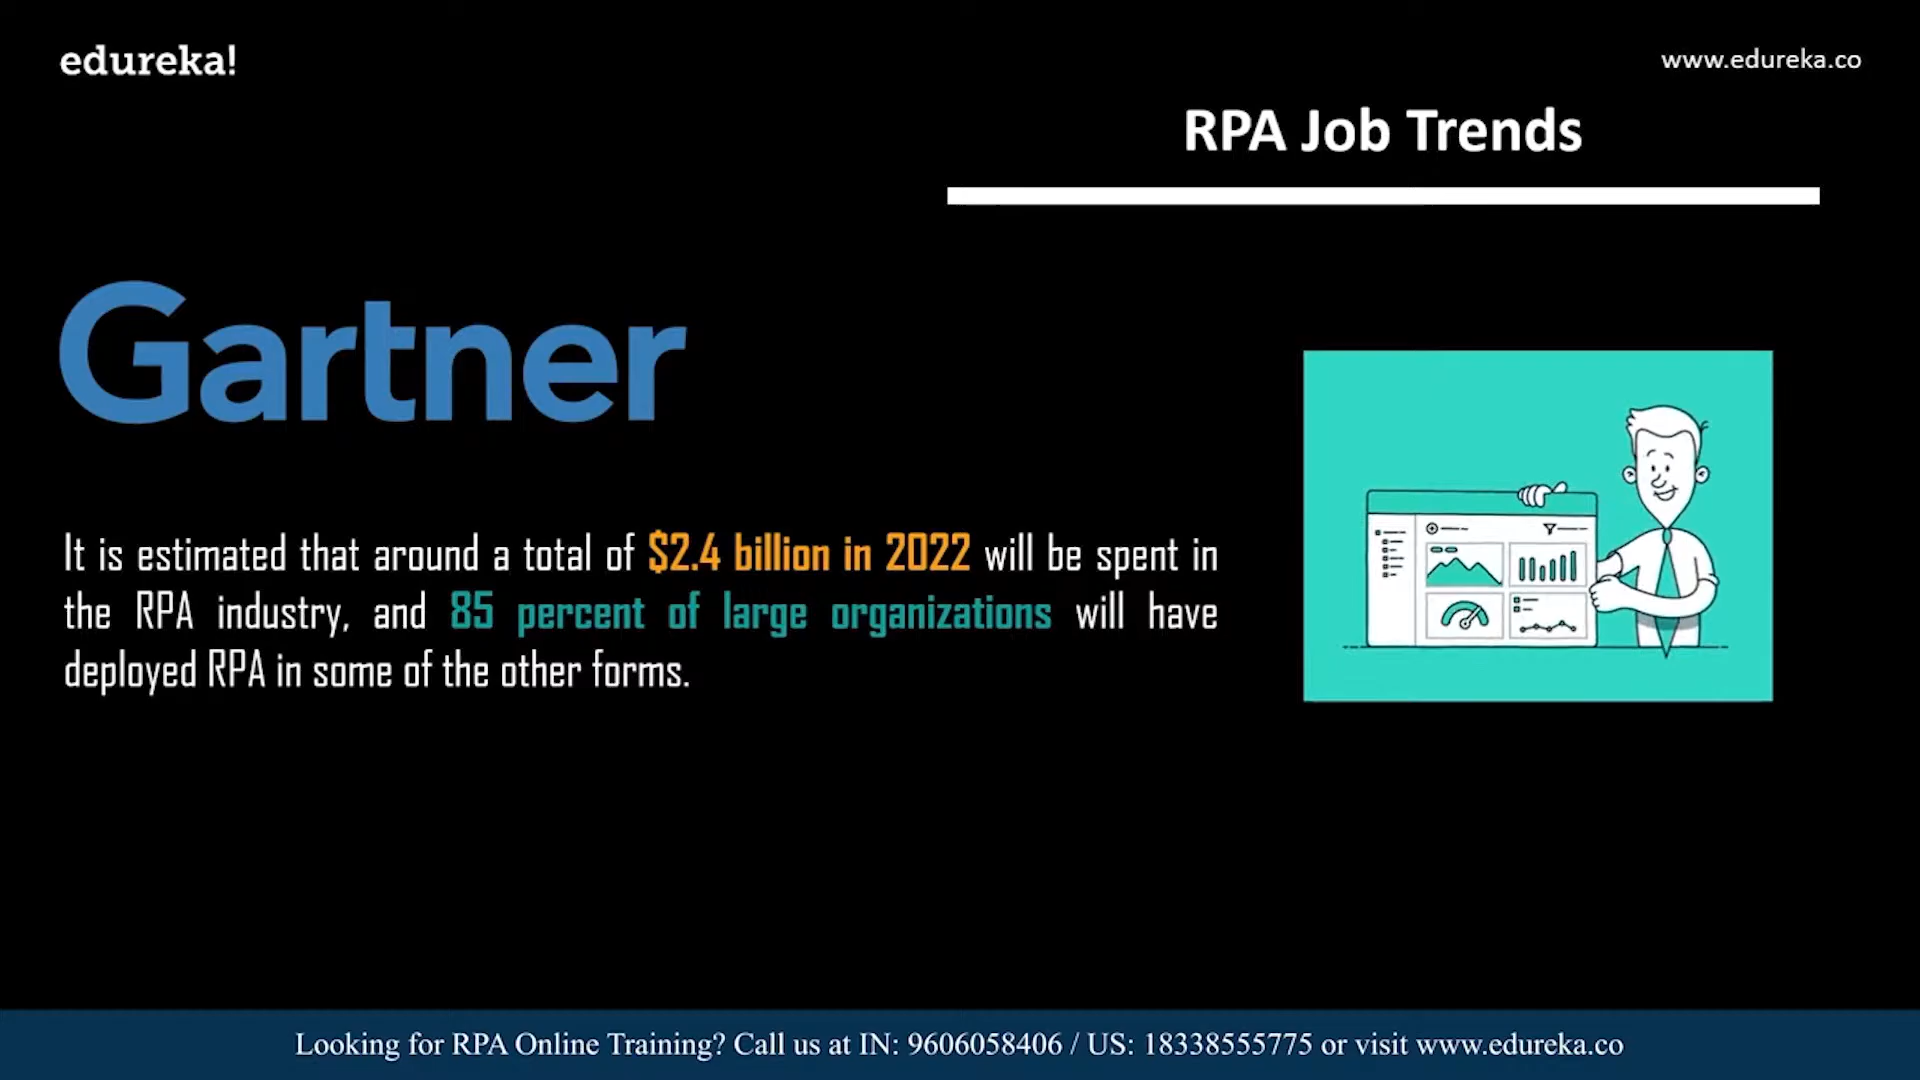 edureka!
www.edureka.co
RPA Job Trends
Gartner
It is estimated that around a total of $2.4 billion in 2022 will be spent in
the RPA industry, and 85 percent of large organizations will have
deployed RPA in some of the other forms.
Looking for RPA Online Training? Call us at IN: 9606058406 / US: 18338555775 or visit www.edureka.co